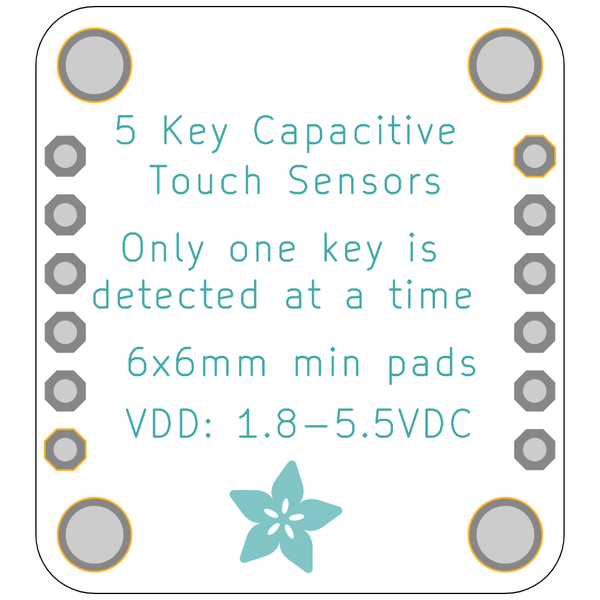 5 Key Capacitive
Touch Sensors
Only one key is
detected at a time
6x6mm min pads
VDD: 1.8-5.5VDC